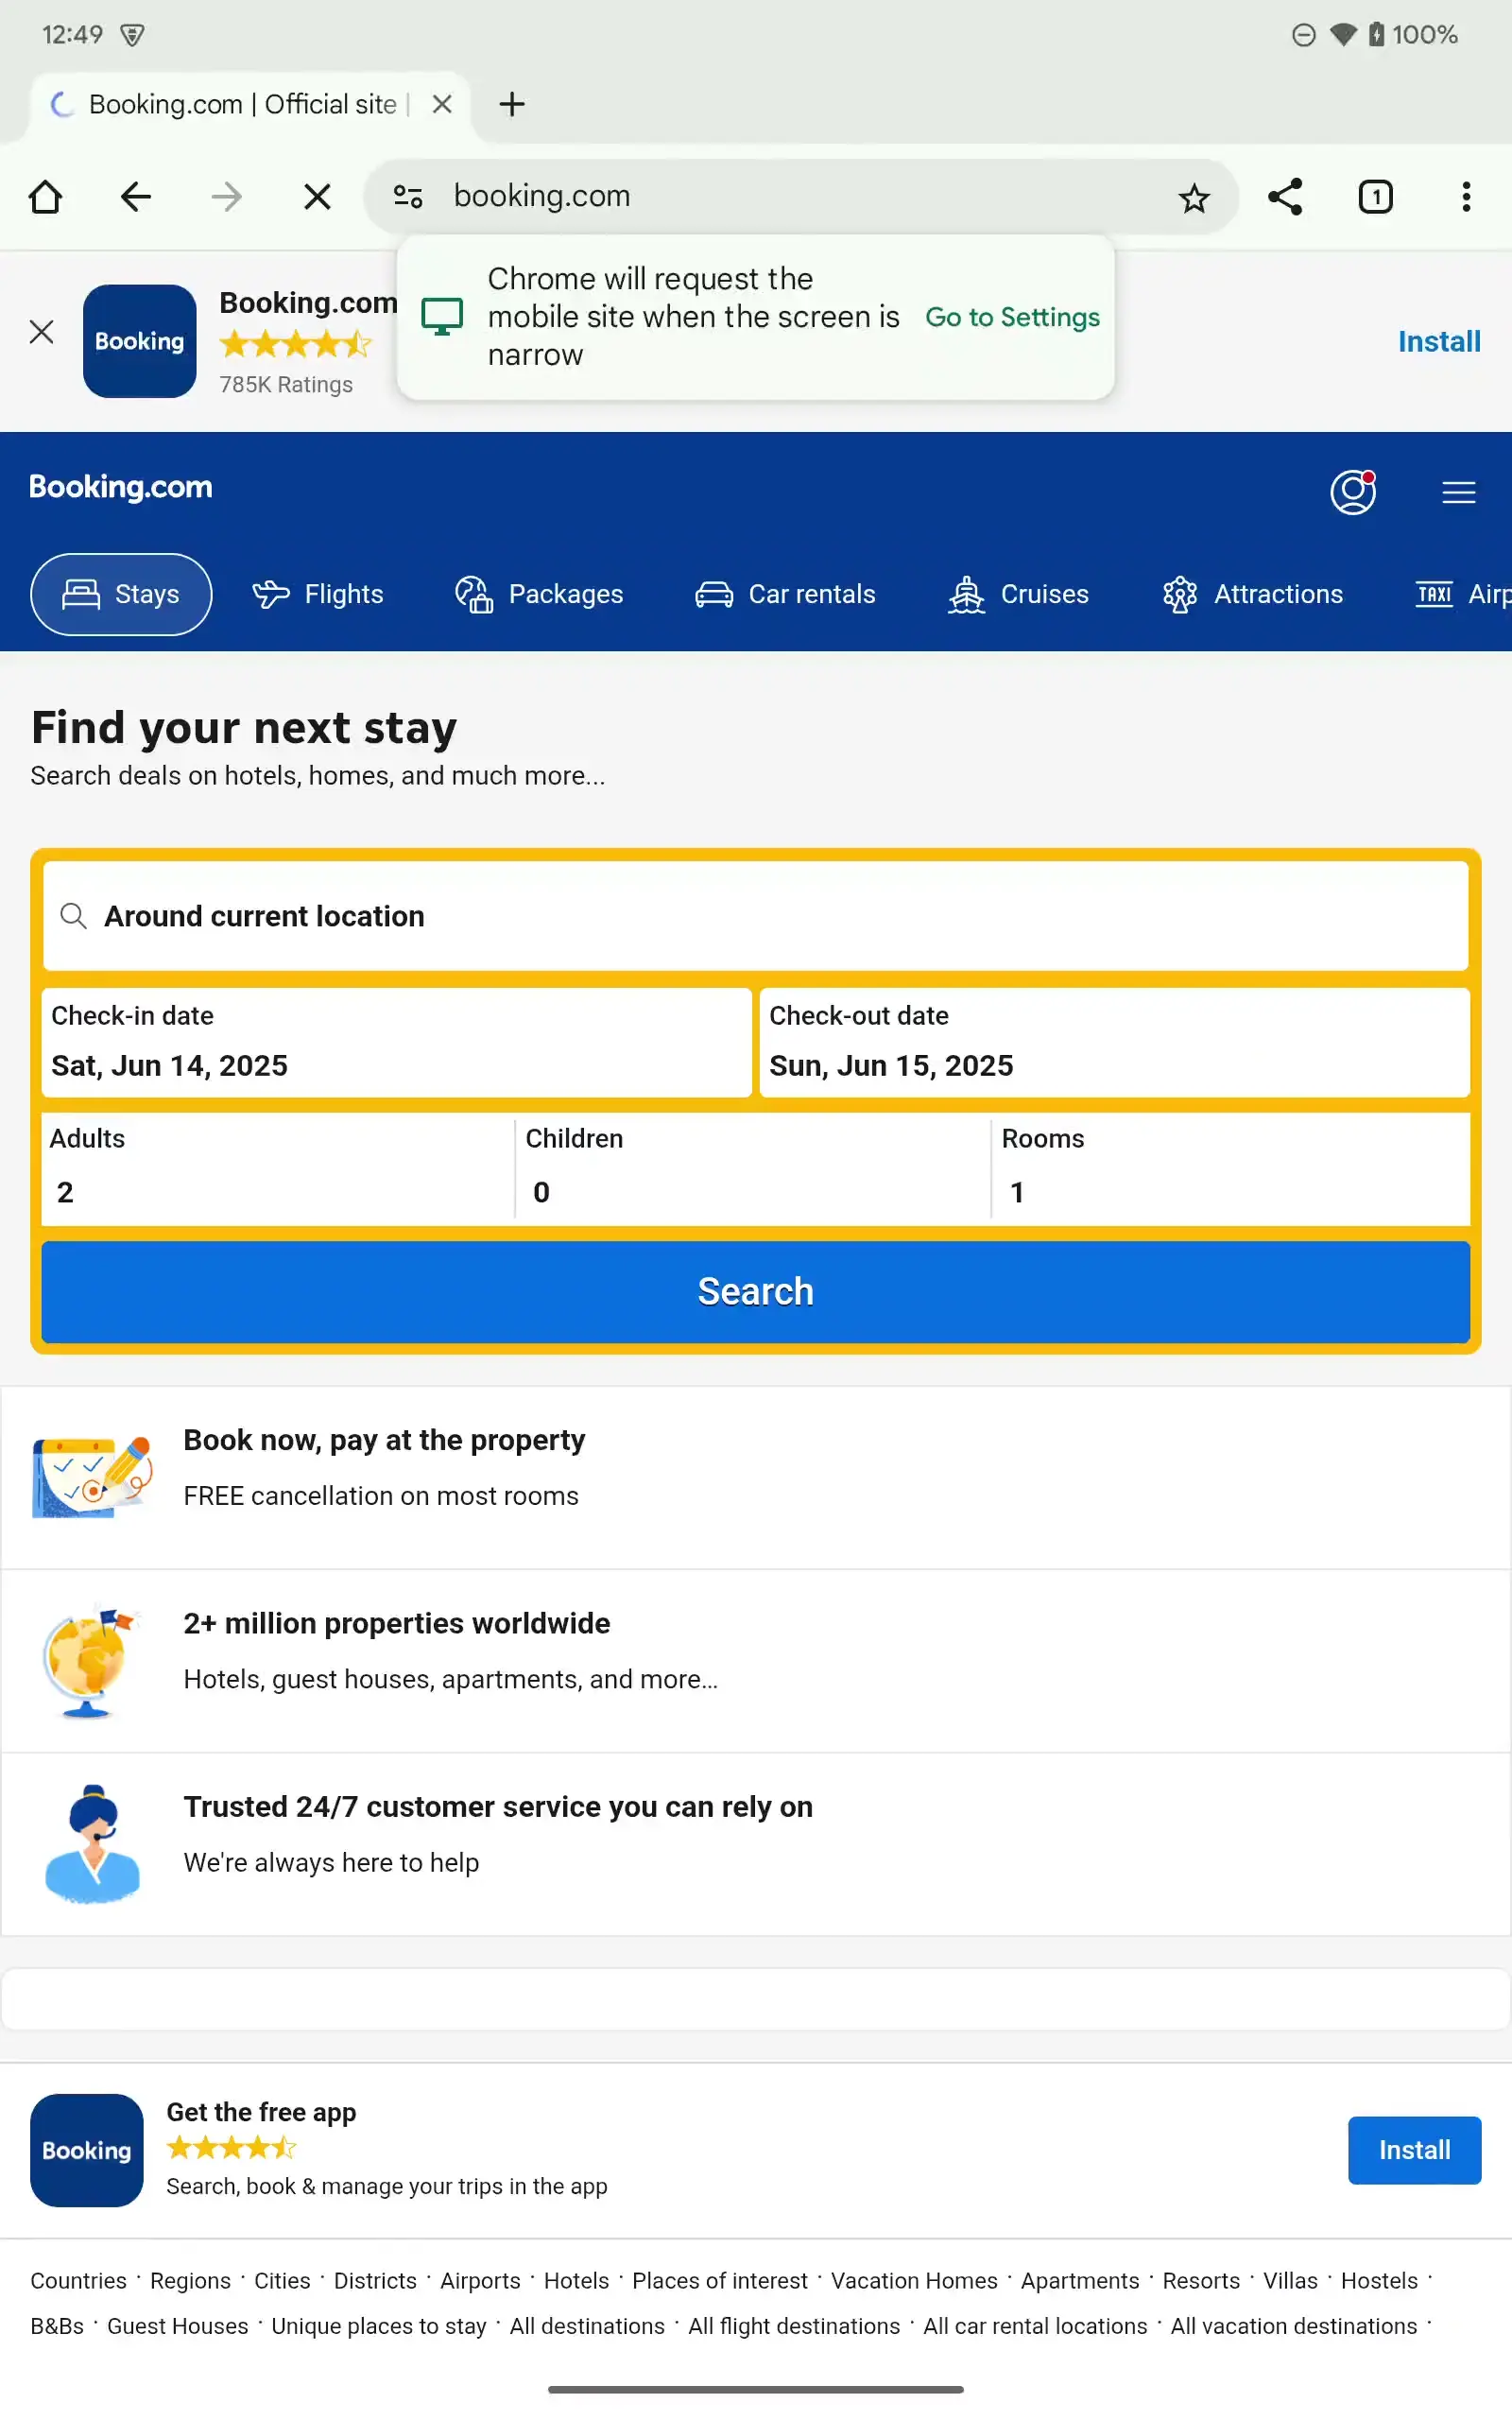 12:49
100%
Booking.com | Official site |
booking.com
1
Chrome will request the
mobile site when the screen is
narrow
Go to Settings
Booking
Booking.com
785K Ratings
Install
Booking.com
Stays
Flights
Packages
Car rentals
Cruises
Attractions
TAXI
Airp
Find your next stay
Search deals on hotels, homes, and much more...
Around current location
Check-in date
Sat, Jun 14, 2025
Check-out date
Sun, Jun 15, 2025
Adults
2
Children
0
Rooms
1
Search
Book now, pay at the property
FREE cancellation on most rooms
2+ million properties worldwide
Hotels, guest houses, apartments, and more…
Trusted 24/7 customer service you can rely on
We're always here to help
Booking
Get the free app
Search, book & manage your trips in the app
Install
Countries · Regions · Cities · Districts · Airports · Hotels · Places of interest · Vacation Homes · Apartments · Resorts · Villas · Hostels ·
B&Bs · Guest Houses · Unique places to stay · All destinations · All flight destinations · All car rental locations · All vacation destinations ·